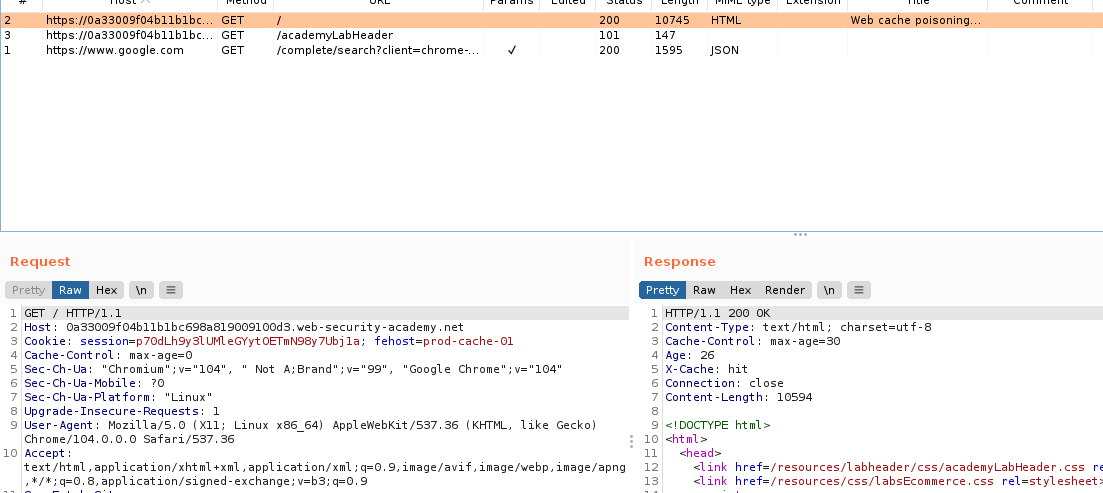 # Host Method URL Params Edited Status Length MIME type Extension Title Comment
2 https://0a33009f04b11b1bc... GET / 200 10745 HTML Web cache poisoning...
3 https://0a33009f04b11b1bc... GET /academyLabHeader 101 147
1 https://www.google.com GET /complete/search?client=chrome-... ✓ 200 1595 JSON
Request
Pretty Raw Hex \n
1 GET / HTTP/1.1
2 Host: 0a33009f04b11b1bc698a819009100d3.web-security-academy.net
3 Cookie: session=p70dLh9y3lUMleGYytOETmN98y7Ubj1a; fehost=prod-cache-01
4 Cache-Control: max-age=0
5 Sec-Ch-Ua: "Chromium";v="104", " Not A;Brand";v="99", "Google Chrome";v="104"
6 Sec-Ch-Ua-Mobile: ?0
7 Sec-Ch-Ua-Platform: "Linux"
8 Upgrade-Insecure-Requests: 1
9 User-Agent: Mozilla/5.0 (X11; Linux x86_64) AppleWebKit/537.36 (KHTML, like Gecko)
Chrome/104.0.0.0 Safari/537.36
10 Accept:
text/html,application/xhtml+xml,application/xml;q=0.9,image/avif,image/webp,image/apng
,*/*;q=0.8,application/signed-exchange;v=b3;q=0.9
Response
Pretty Raw Hex Render \n
1 HTTP/1.1 200 OK
2 Content-Type: text/html; charset=utf-8
3 Cache-Control: max-age=30
4 Age: 26
5 X-Cache: hit
6 Connection: close
7 Content-Length: 10594
8
9 <!DOCTYPE html>
10 <html>
11 <head>
12 <link href=/resources/labheader/css/academyLabHeader.css re
13 <link href=/resources/css/labsEcommerce.css rel=stylesheet>